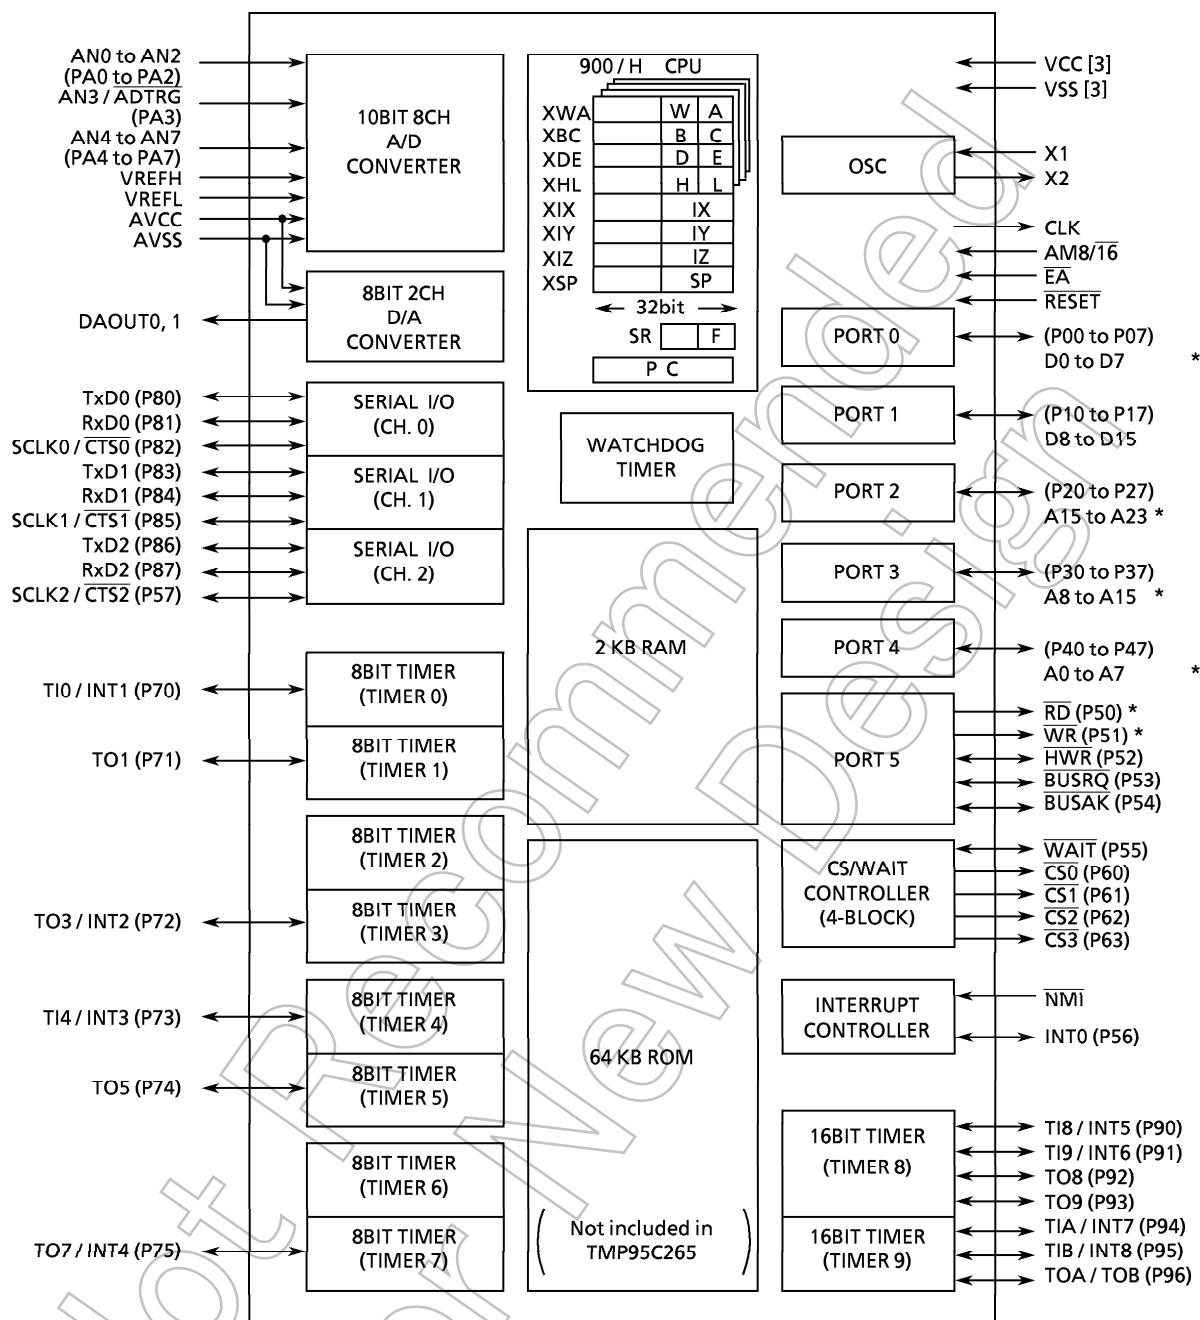 AN0 to AN2
(PA0 to PA2)
AN3 / ADTRG
(PA3)
AN4 to AN7
(PA4 to PA7)
VREFH
VREFL
AVCC
AVSS
10BIT 8CH
A/D
CONVERTER
DAOUT0, 1
8BIT 2CH
D/A
CONVERTER
TxD0 (P80)
RxD0 (P81)
SCLK0 / CTS0 (P82)
TxD1 (P83)
RxD1 (P84)
SCLK1 / CTS1 (P85)
TxD2 (P86)
RxD2 (P87)
SCLK2 / CTS2 (P57)
SERIAL I/O
(CH. 0)
SERIAL I/O
(CH. 1)
SERIAL I/O
(CH. 2)
TI0 / INT1 (P70)
8BIT TIMER
(TIMER 0)
TO1 (P71)
8BIT TIMER
(TIMER 1)
8BIT TIMER
(TIMER 2)
TO3 / INT2 (P72)
8BIT TIMER
(TIMER 3)
TI4 / INT3 (P73)
8BIT TIMER
(TIMER 4)
TO5 (P74)
8BIT TIMER
(TIMER 5)
8BIT TIMER
(TIMER 6)
TO7 / INT4 (P75)
8BIT TIMER
(TIMER 7)
900 / H CPU
XWA W A
XBC B C
XDE D E
XHL H L
XIX IX
XIY IY
XIZ IZ
XSP SP
32bit
SR F
P C
WATCHDOG
TIMER
2 KB RAM
64 KB ROM
( Not included in
TMP95C265 )
VCC [3]
VSS [3]
OSC
X1
X2
CLK
AM8/16
EA
RESET
PORT 0
(P00 to P07)
D0 to D7 *
PORT 1
(P10 to P17)
D8 to D15
PORT 2
(P20 to P27)
A15 to A23 *
PORT 3
(P30 to P37)
A8 to A15 *
PORT 4
(P40 to P47)
A0 to A7 *
PORT 5
RD (P50) *
WR (P51) *
HWR (P52)
BUSRQ (P53)
BUSAK (P54)
CS/WAIT
CONTROLLER
(4-BLOCK)
WAIT (P55)
CS0 (P60)
CS1 (P61)
CS2 (P62)
CS3 (P63)
INTERRUPT
CONTROLLER
NMI
INT0 (P56)
16BIT TIMER
(TIMER 8)
TI8 / INT5 (P90)
TI9 / INT6 (P91)
TO8 (P92)
TO9 (P93)
16BIT TIMER
(TIMER 9)
TIA / INT7 (P94)
TIB / INT8 (P95)
TOA / TOB (P96)
Not Recommended
for New Design